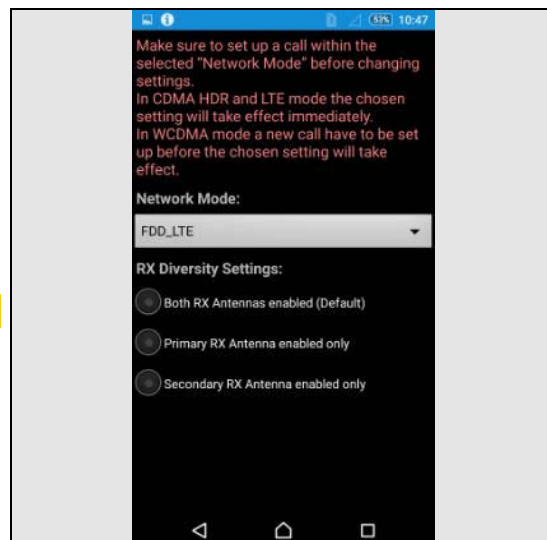 53% 10:47
Make sure to set up a call within the
selected "Network Mode" before changing
settings.
In CDMA HDR and LTE mode the chosen
setting will take effect immediately.
In WCDMA mode a new call have to be set
up before the chosen setting will take
effect.
Network Mode:
FDD_LTE
RX Diversity Settings:
Both RX Antennas enabled (Default)
Primary RX Antenna enabled only
Secondary RX Antenna enabled only